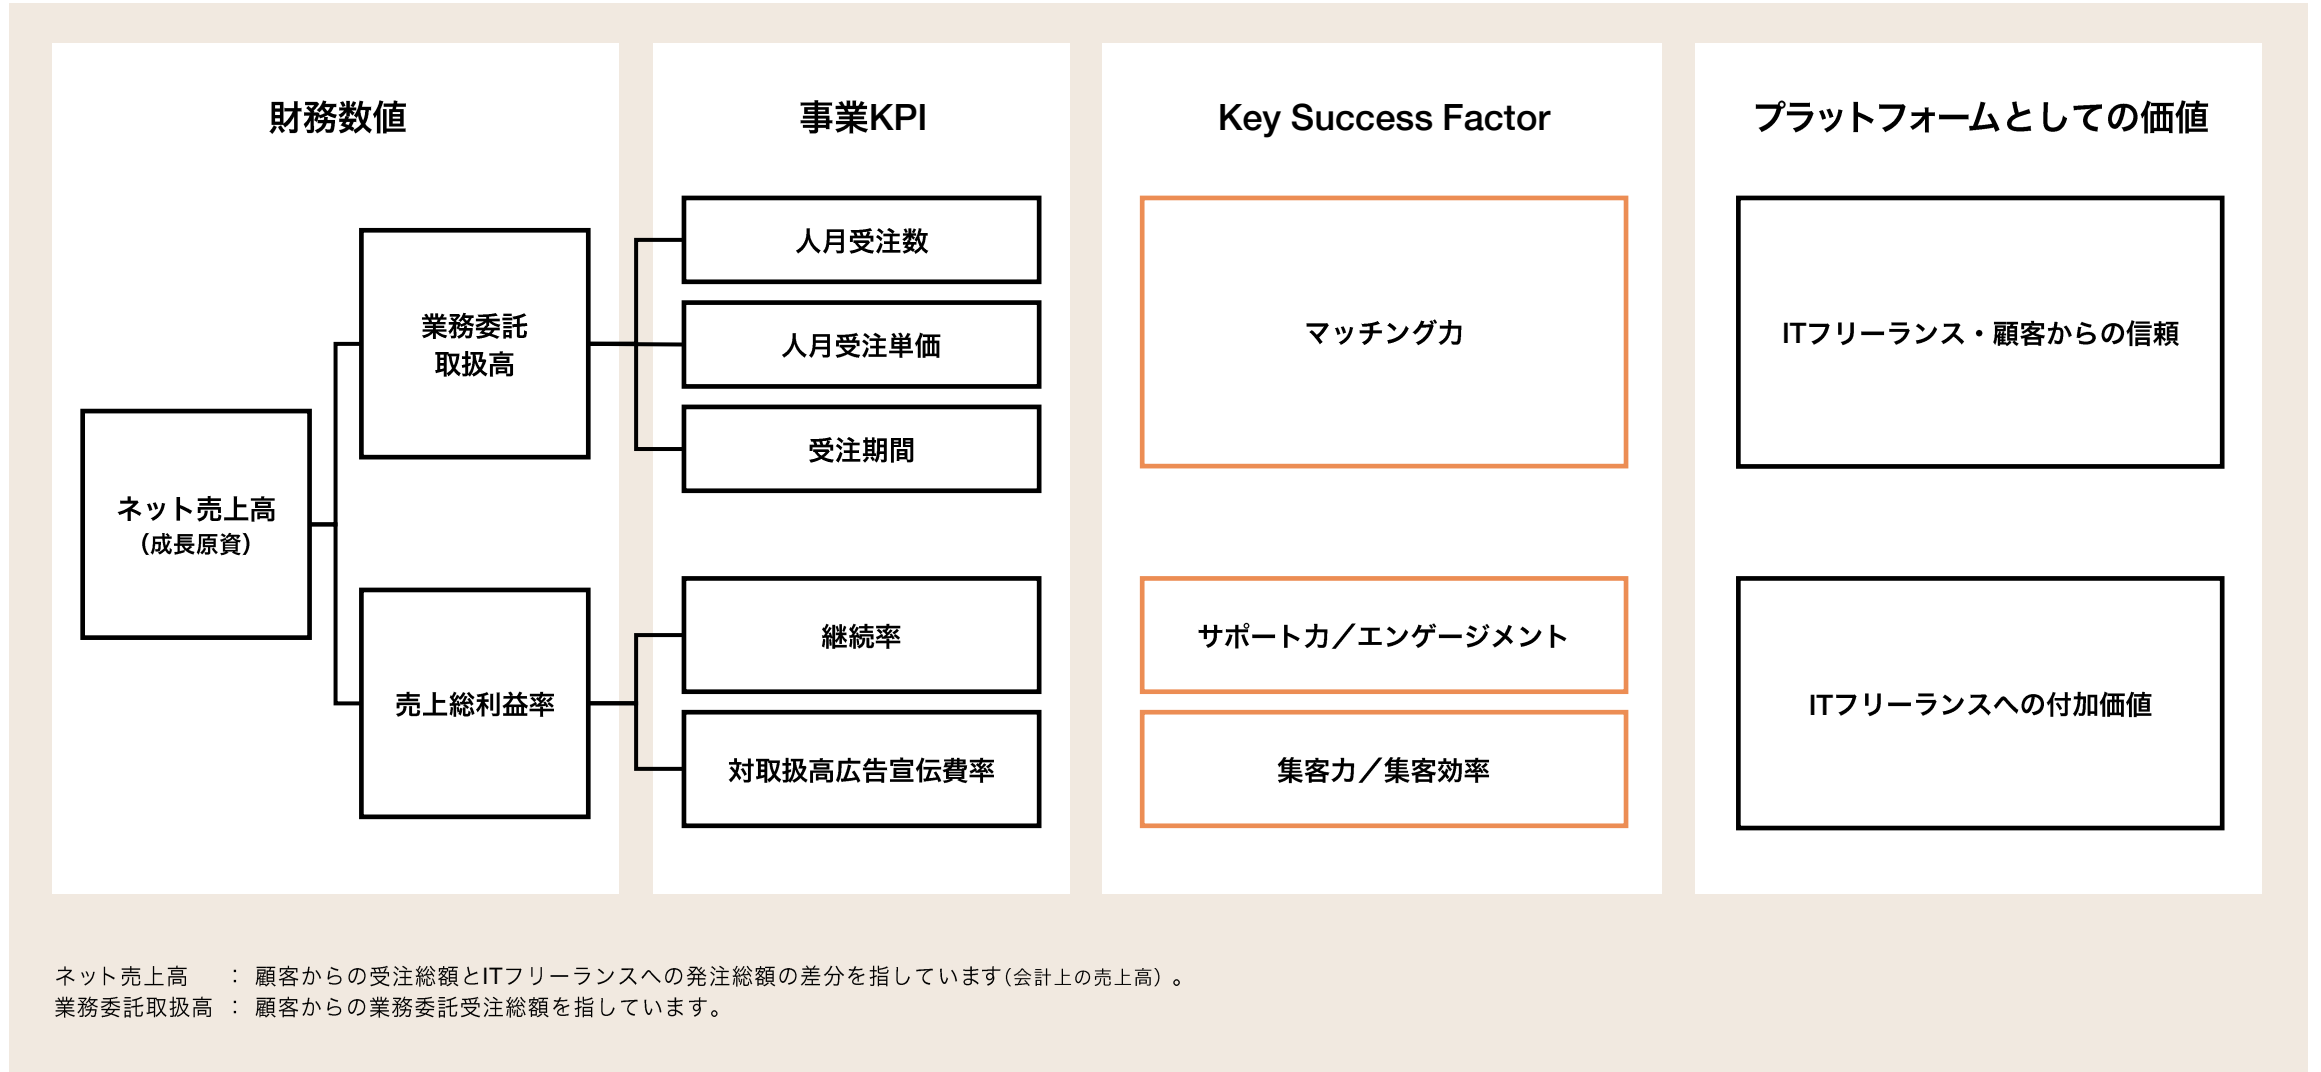 財務数値
事業KPI
Key Success Factor
プラットフォームとしての価値
ネット売上高
（成長原資）
業務委託
取扱高
売上総利益率
人月受注数
人月受注単価
受注期間
継続率
対取扱高広告宣伝費率
マッチング力
サポート力／エンゲージメント
集客力／集客効率
ITフリーランス・顧客からの信頼
ITフリーランスへの付加価値
ネット売上高　：顧客からの受注総額とITフリーランスへの発注総額の差分を指しています（会計上の売上高）。
業務委託取扱高：顧客からの業務委託受注総額を指しています。